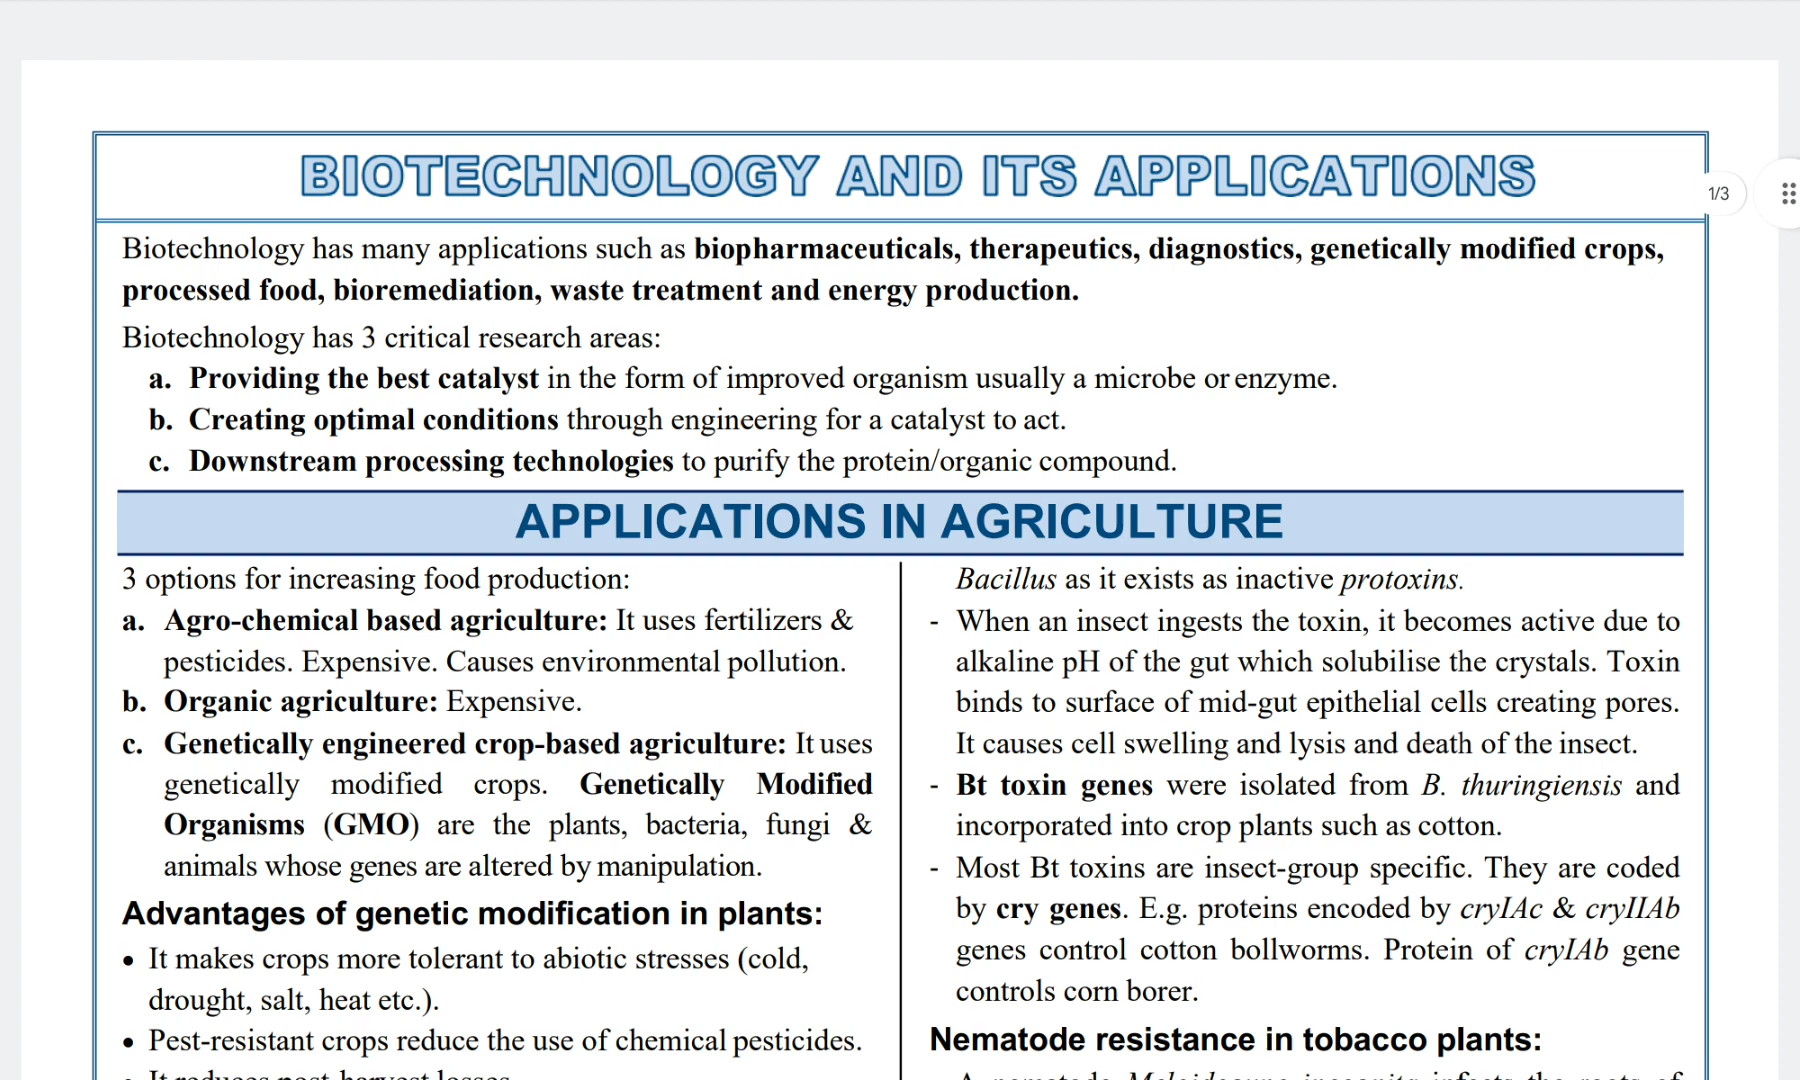 BIOTECHNOLOGY AND ITS APPLICATIONS
1/3
Biotechnology has many applications such as biopharmaceuticals, therapeutics, diagnostics, genetically modified crops,
processed food, bioremediation, waste treatment and energy production.
Biotechnology has 3 critical research areas:
a. Providing the best catalyst in the form of improved organism usually a microbe or enzyme.
b. Creating optimal conditions through engineering for a catalyst to act.
c. Downstream processing technologies to purify the protein/organic compound.
APPLICATIONS IN AGRICULTURE
3 options for increasing food production:
a. Agro-chemical based agriculture: It uses fertilizers &
pesticides. Expensive. Causes environmental pollution.
b. Organic agriculture: Expensive.
c. Genetically engineered crop-based agriculture: It uses
genetically modified crops. Genetically Modified
Organisms (GMO) are the plants, bacteria, fungi &
animals whose genes are altered by manipulation.
Advantages of genetic modification in plants:
• It makes crops more tolerant to abiotic stresses (cold,
drought, salt, heat etc.).
• Pest-resistant crops reduce the use of chemical pesticides.
• It reduces post-harvest losses.
Bacillus as it exists as inactive protoxins.
- When an insect ingests the toxin, it becomes active due to
alkaline pH of the gut which solubilise the crystals. Toxin
binds to surface of mid-gut epithelial cells creating pores.
It causes cell swelling and lysis and death of the insect.
- Bt toxin genes were isolated from B. thuringiensis and
incorporated into crop plants such as cotton.
- Most Bt toxins are insect-group specific. They are coded
by cry genes. E.g. proteins encoded by cryIAc & cryIIAb
genes control cotton bollworms. Protein of cryIAb gene
controls corn borer.
Nematode resistance in tobacco plants:
- A nematode Meloidegyne incognita infects the roots of